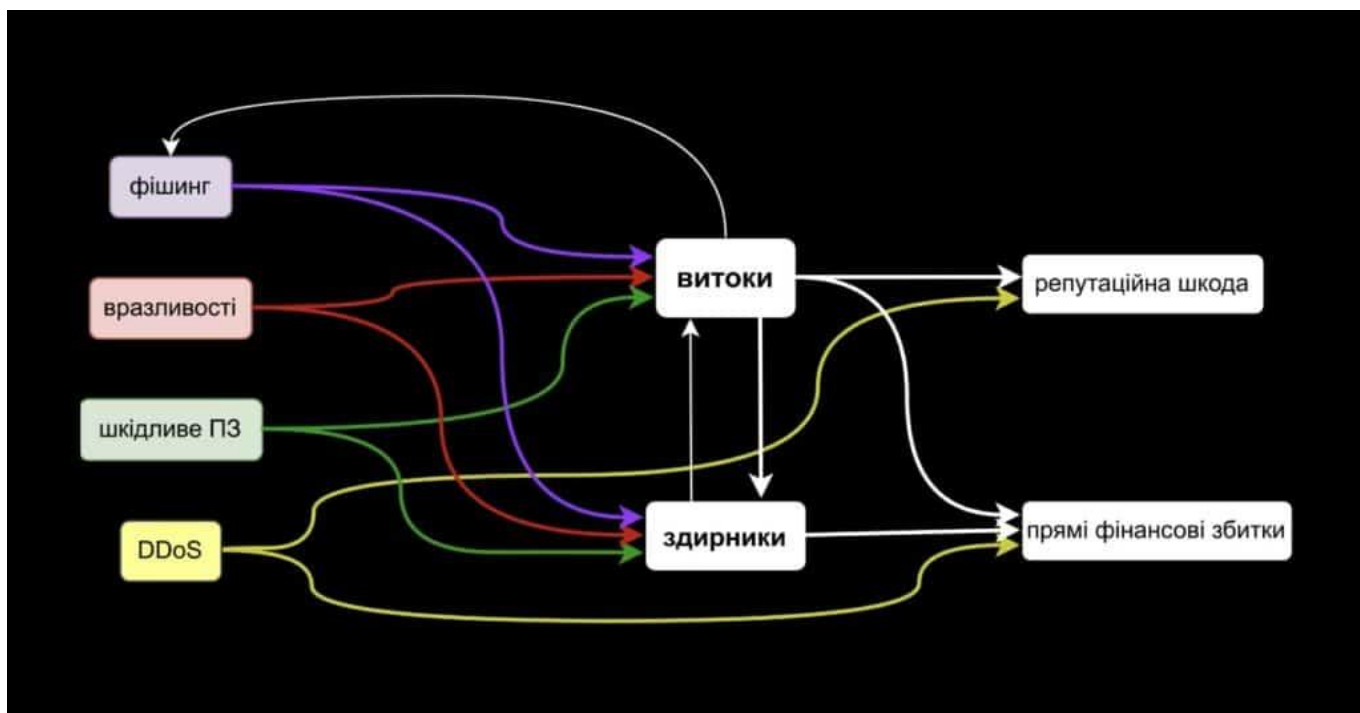 фішинг
вразливості
шкідливе ПЗ
DDoS
витоки
здирники
репутаційна шкода
прямі фінансові збитки